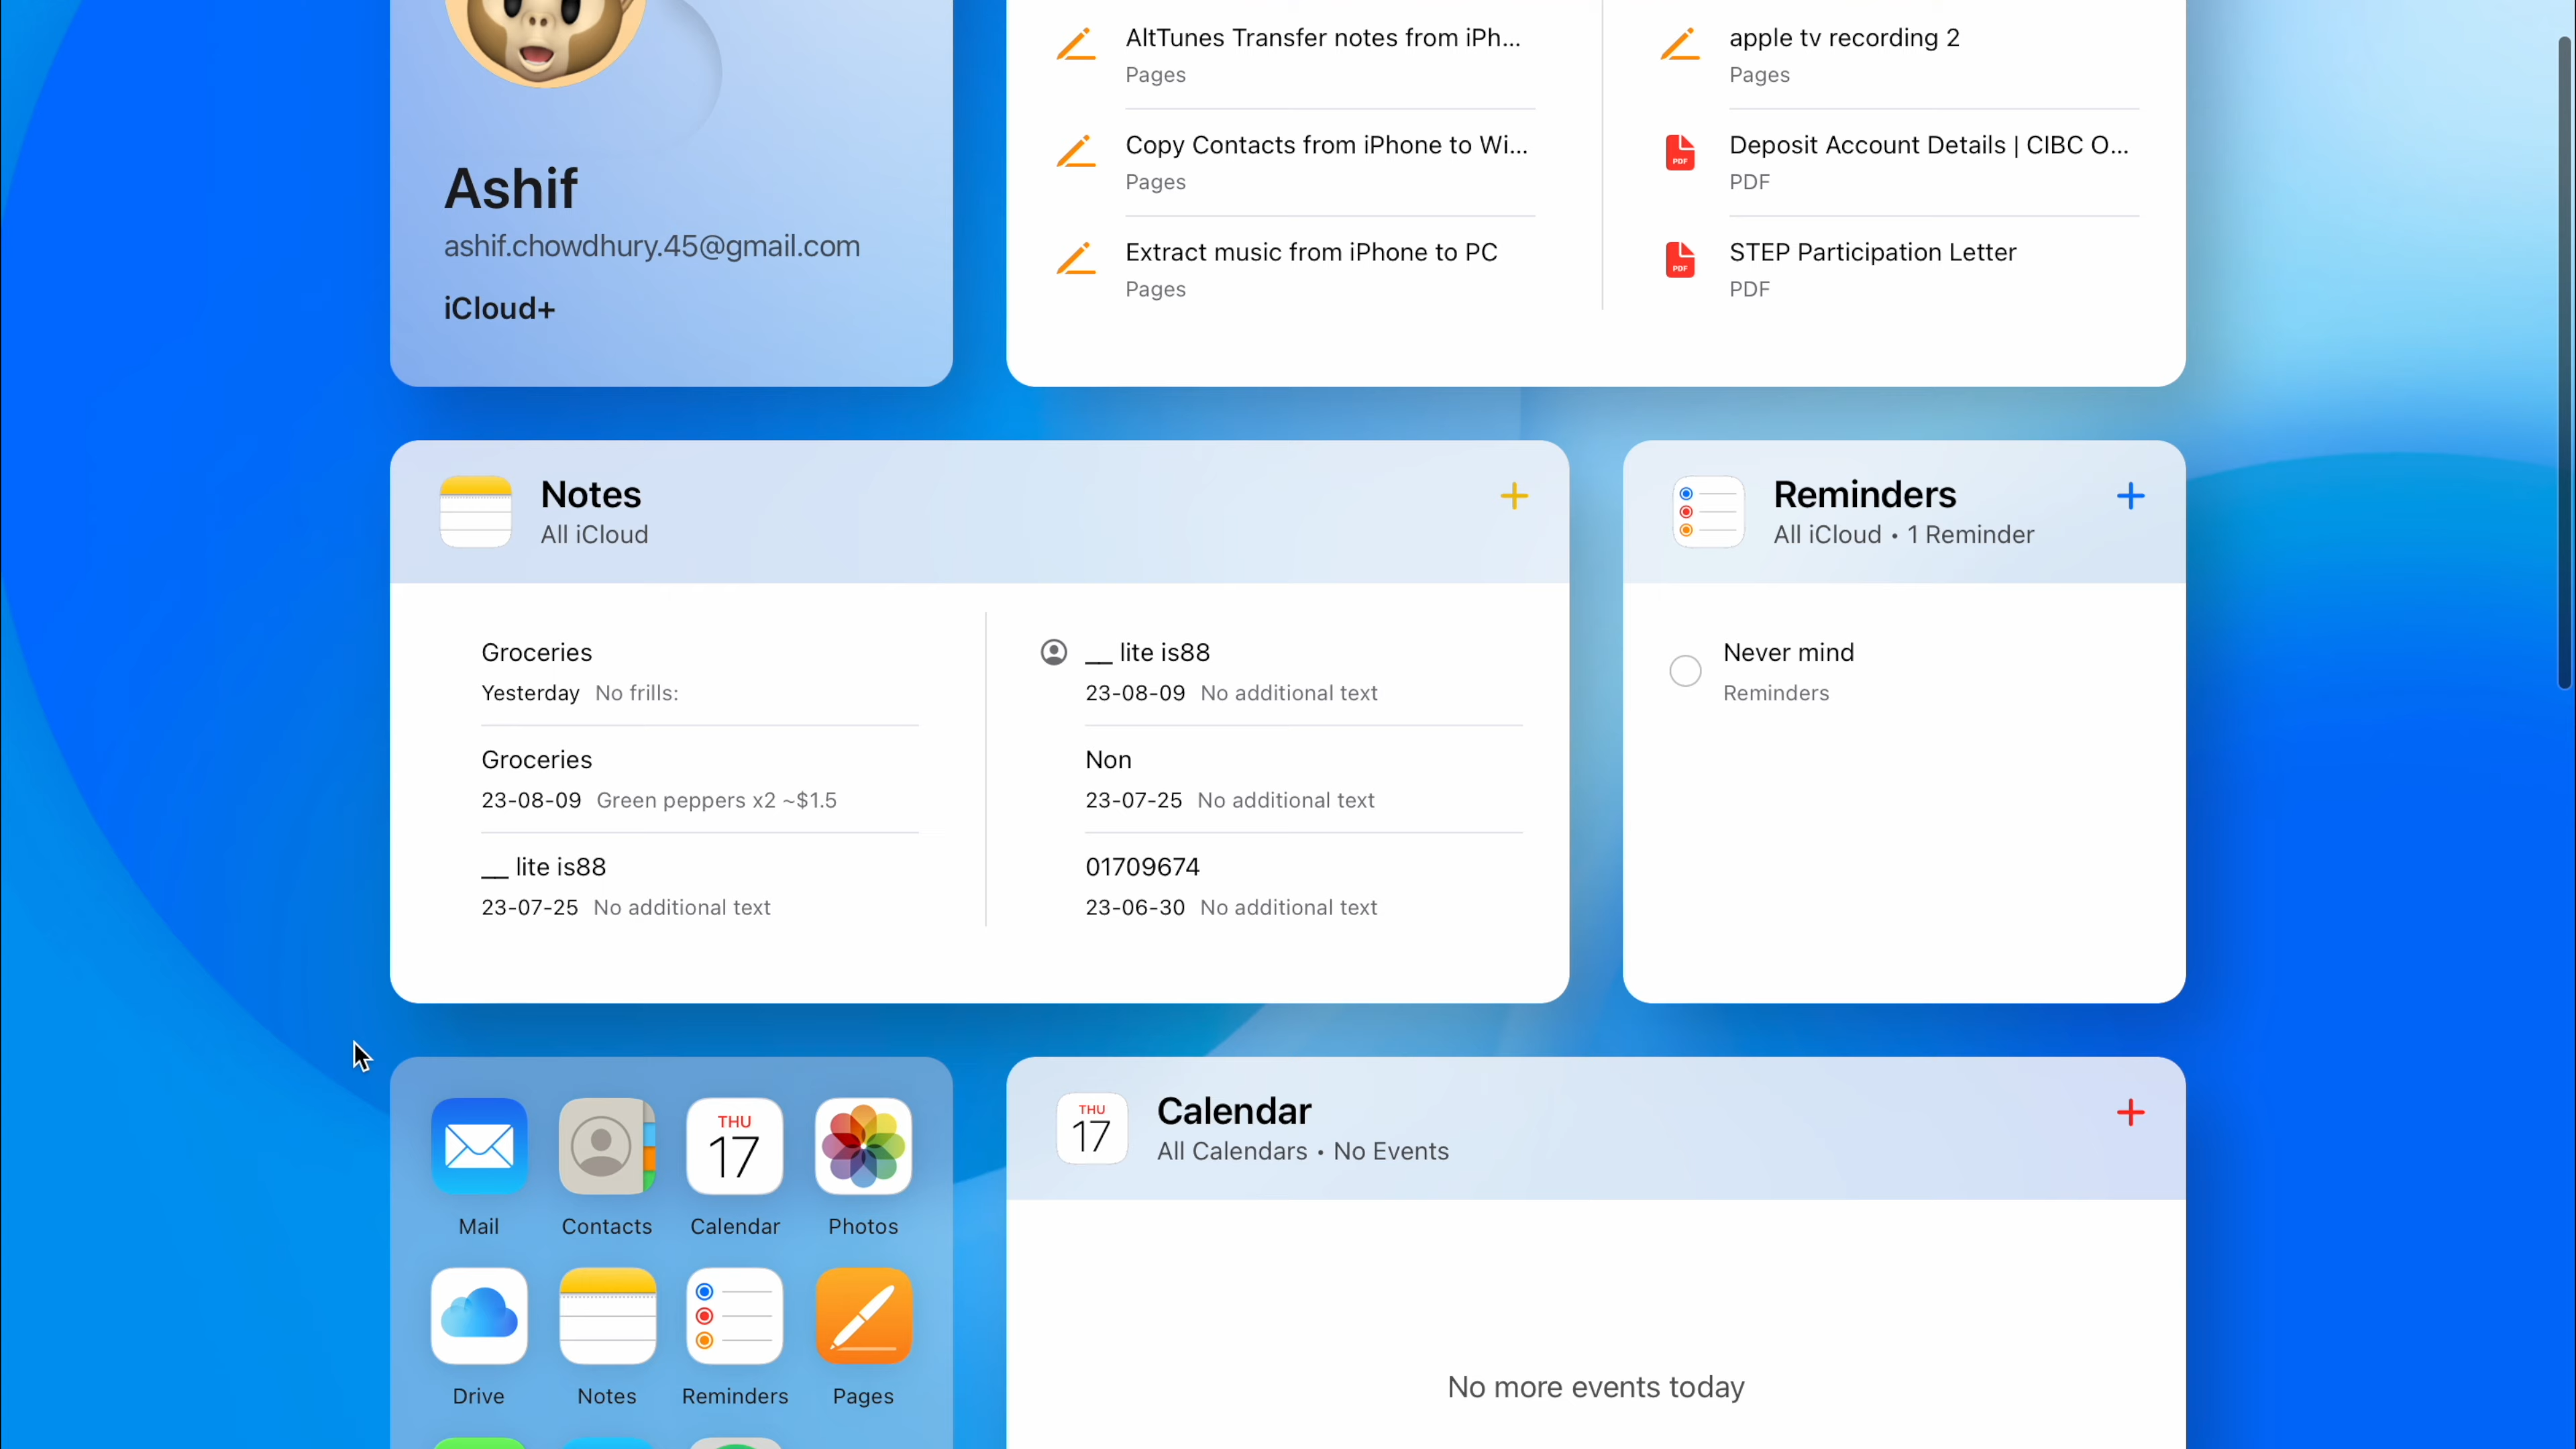 Ashif
ashif.chowdhury.45@gmail.com
iCloud+
AltTunes Transfer notes from iPh...
Pages
Copy Contacts from iPhone to Wi...
Pages
Extract music from iPhone to PC
Pages
apple tv recording 2
Pages
PDF
Deposit Account Details | CIBC O...
PDF
PDF
STEP Participation Letter
PDF
Notes
All iCloud
Groceries
Yesterday No frills:
Groceries
23-08-09 Green peppers x2 ~$1.5
__ lite is88
23-07-25 No additional text
__ lite is88
23-08-09 No additional text
Non
23-07-25 No additional text
01709674
23-06-30 No additional text
Reminders
All iCloud • 1 Reminder
Never mind
Reminders
THU
17
Mail
Contacts
Calendar
Photos
Drive
Notes
Reminders
Pages
THU
17
Calendar
All Calendars • No Events
No more events today